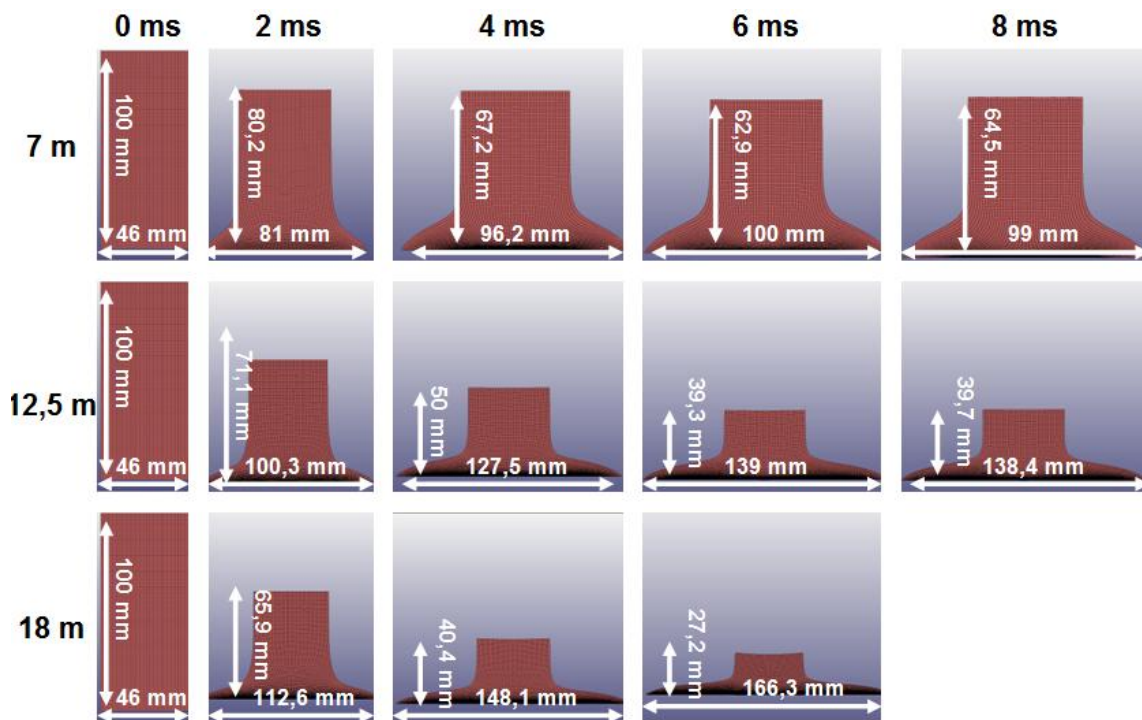 0 ms 2 ms 4 ms 6 ms 8 ms
7 m
100 mm
46 mm
80,2 mm
81 mm
67,2 mm
96,2 mm
62,9 mm
100 mm
64,5 mm
99 mm
12,5 m
100 mm
46 mm
71,1 mm
100,3 mm
50 mm
127,5 mm
39,3 mm
139 mm
39,7 mm
138,4 mm
18 m
100 mm
46 mm
65,9 mm
112,6 mm
40,4 mm
148,1 mm
27,2 mm
166,3 mm